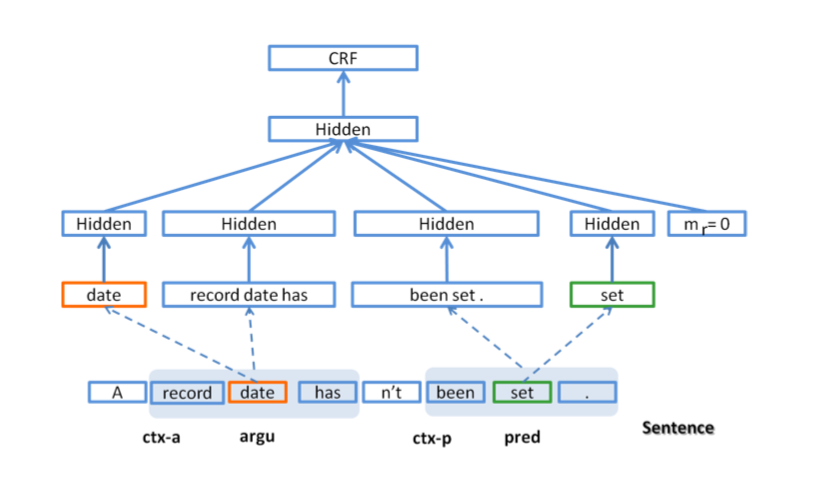 CRF
Hidden
Hidden Hidden Hidden Hidden m r = 0
date record date has been set . set
A record date has n't been set .
ctx-a argu ctx-p pred Sentence